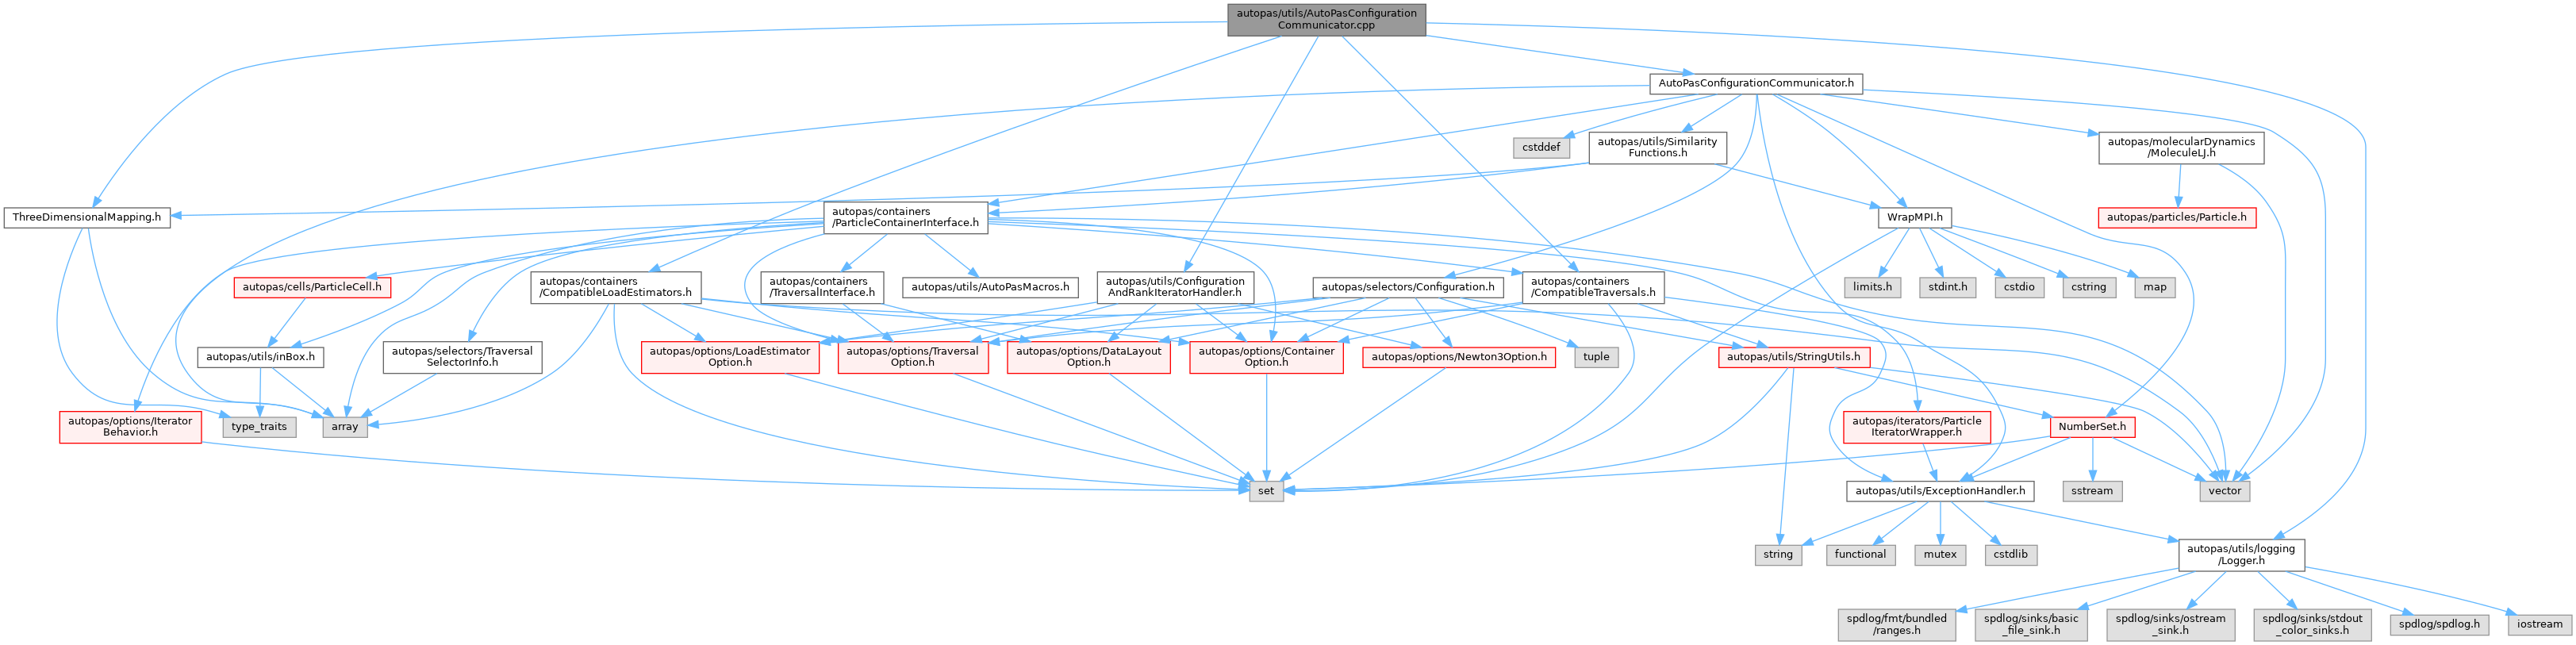 autopas/utils/AutoPasConfiguration
Communicator.cpp
AutoPasConfigurationCommunicator.h
cstddef
autopas/utils/Similarity
Functions.h
autopas/molecularDynamics
/MoleculeLJ.h
ThreeDimensionalMapping.h
autopas/containers
/ParticleContainerInterface.h
WrapMPI.h
autopas/particles/Particle.h
autopas/cells/ParticleCell.h
autopas/containers
/CompatibleLoadEstimators.h
autopas/containers
/TraversalInterface.h
autopas/utils/AutoPasMacros.h
autopas/utils/Configuration
AndRankIteratorHandler.h
autopas/selectors/Configuration.h
autopas/containers
/CompatibleTraversals.h
limits.h
stdint.h
cstdio
cstring
map
autopas/utils/inBox.h
autopas/selectors/Traversal
SelectorInfo.h
autopas/options/LoadEstimator
Option.h
autopas/options/Traversal
Option.h
autopas/options/DataLayout
Option.h
autopas/options/Container
Option.h
autopas/options/Newton3Option.h
tuple
autopas/utils/StringUtils.h
autopas/options/Iterator
Behavior.h
type_traits
array
autopas/iterators/Particle
IteratorWrapper.h
NumberSet.h
set
autopas/utils/ExceptionHandler.h
sstream
vector
string
functional
mutex
cstdlib
autopas/utils/logging
/Logger.h
spdlog/fmt/bundled
/ranges.h
spdlog/sinks/basic
_file_sink.h
spdlog/sinks/ostream
_sink.h
spdlog/sinks/stdout
_color_sinks.h
spdlog/spdlog.h
iostream